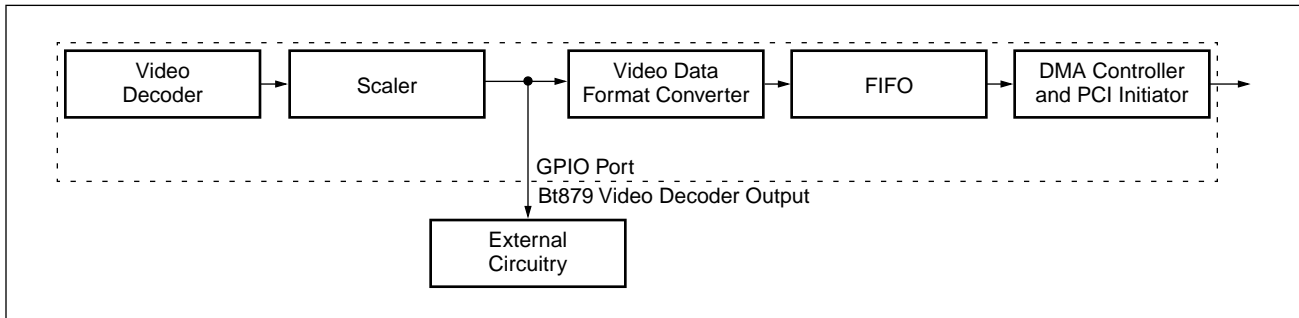 Video
Decoder
Scaler
Video Data
Format Converter
FIFO
DMA Controller
and PCI Initiator
GPIO Port
Bt879 Video Decoder Output
External
Circuitry